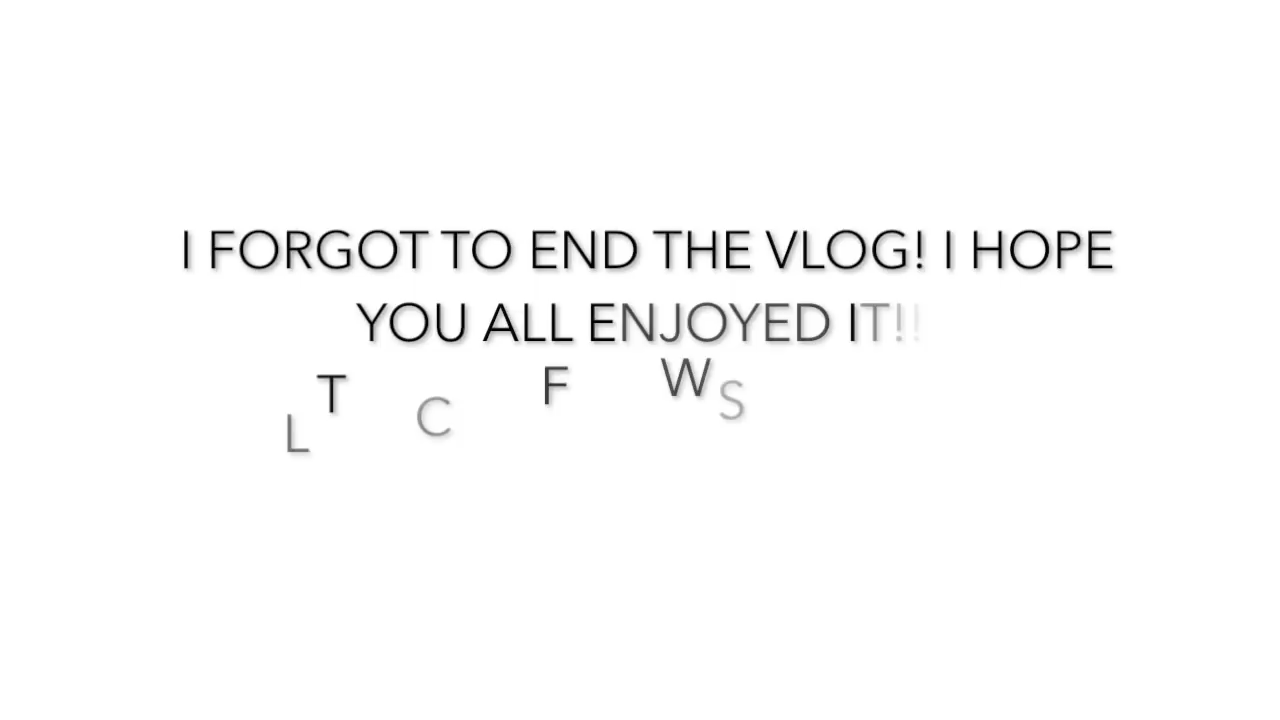 I FORGOT TO END THE VLOG! I HOPE
YOU ALL ENJOYED IT!!
T F W
L C S